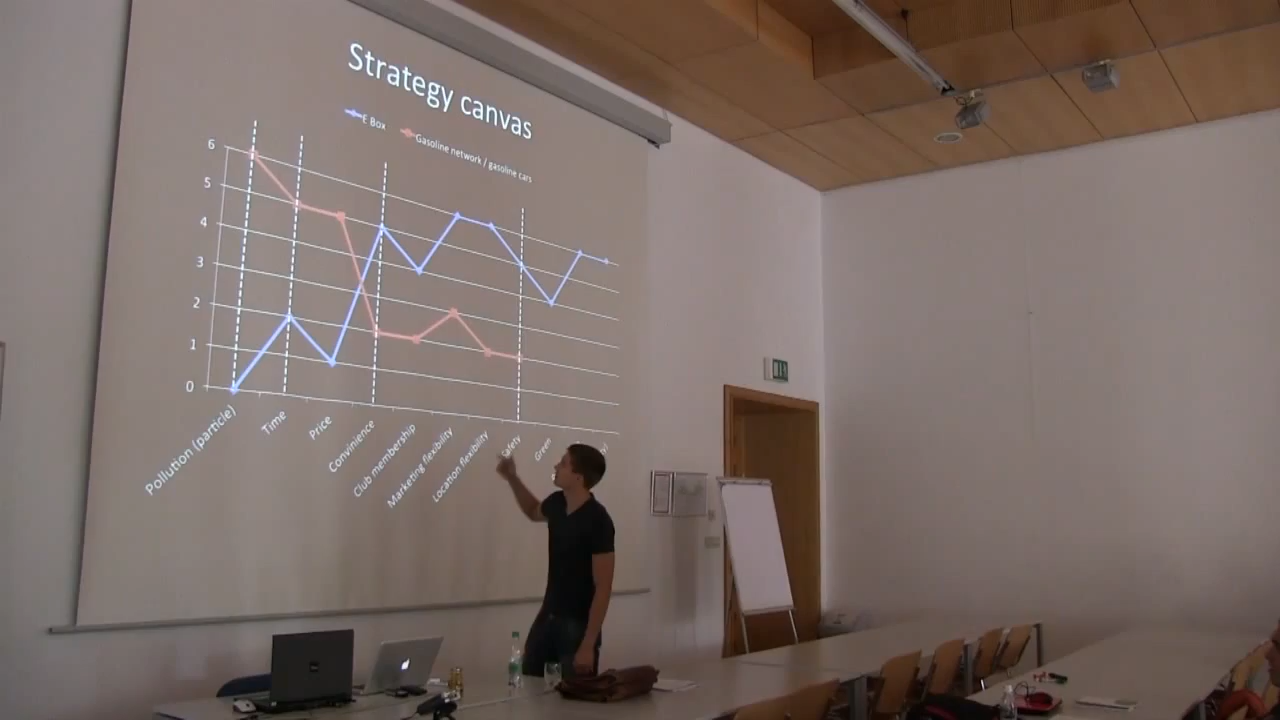 Strategy canvas
E Box
Gasoline network / gasoline cars
6
5
4
3
2
1
0
Pollution (particle)
Time
Price
Convinience
Club membership
Marketing flexibility
Location flexibility
Safety
Green
DELL